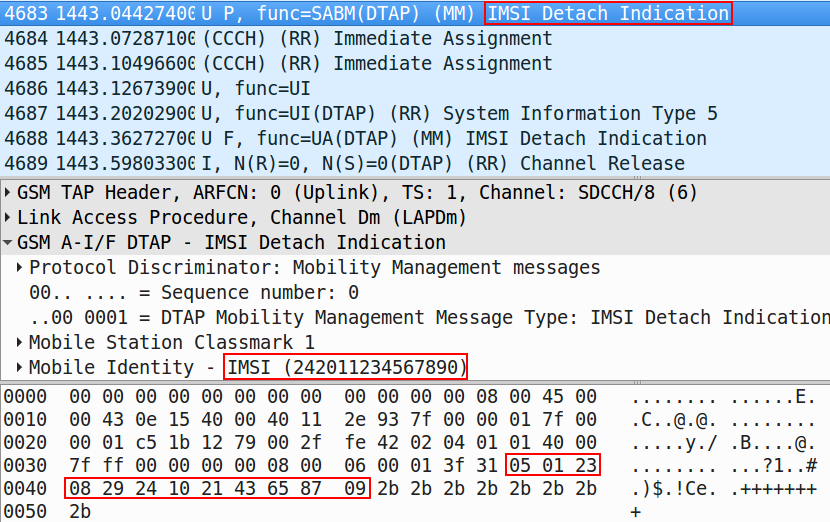 4683 1443.04427400 U P, func=SABM(DTAP) (MM) IMSI Detach Indication
4684 1443.07287100 (CCCH) (RR) Immediate Assignment
4685 1443.10496600 (CCCH) (RR) Immediate Assignment
4686 1443.12673900 U, func=UI
4687 1443.20202900 U, func=UI(DTAP) (RR) System Information Type 5
4688 1443.36272700 U F, func=UA(DTAP) (MM) IMSI Detach Indication
4689 1443.59803300 I, N(R)=0, N(S)=0(DTAP) (RR) Channel Release
GSM TAP Header, ARFCN: 0 (Uplink), TS: 1, Channel: SDCCH/8 (6)
Link Access Procedure, Channel Dm (LAPDm)
GSM A-I/F DTAP - IMSI Detach Indication
Protocol Discriminator: Mobility Management messages
00.. .... = Sequence number: 0
..00 0001 = DTAP Mobility Management Message Type: IMSI Detach Indication
Mobile Station Classmark 1
Mobile Identity - IMSI (242011234567890)
0000 00 00 00 00 00 00 00 00 00 00 00 00 08 00 45 00 ........ ......E.
0010 00 43 0e 15 40 00 40 11 2e 93 7f 00 00 01 7f 00 .C..@.@. ........
0020 00 01 c5 1b 12 79 00 2f fe 42 02 04 01 01 40 00 .....y./ .B....@.
0030 7f ff 00 00 00 00 08 00 06 00 01 3f 31 05 01 23 ........ ...?1..#
0040 08 29 24 10 21 43 65 87 09 2b 2b 2b 2b 2b 2b 2b .)$.!Ce. .+++++++
0050 2b +